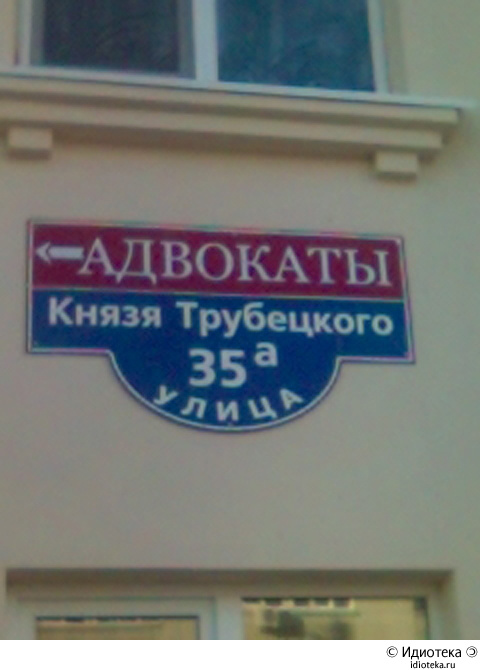 АДВОКАТЫ
Князя Трубецкого
35а
УЛИЦА
© Идиотека
idioteka.ru